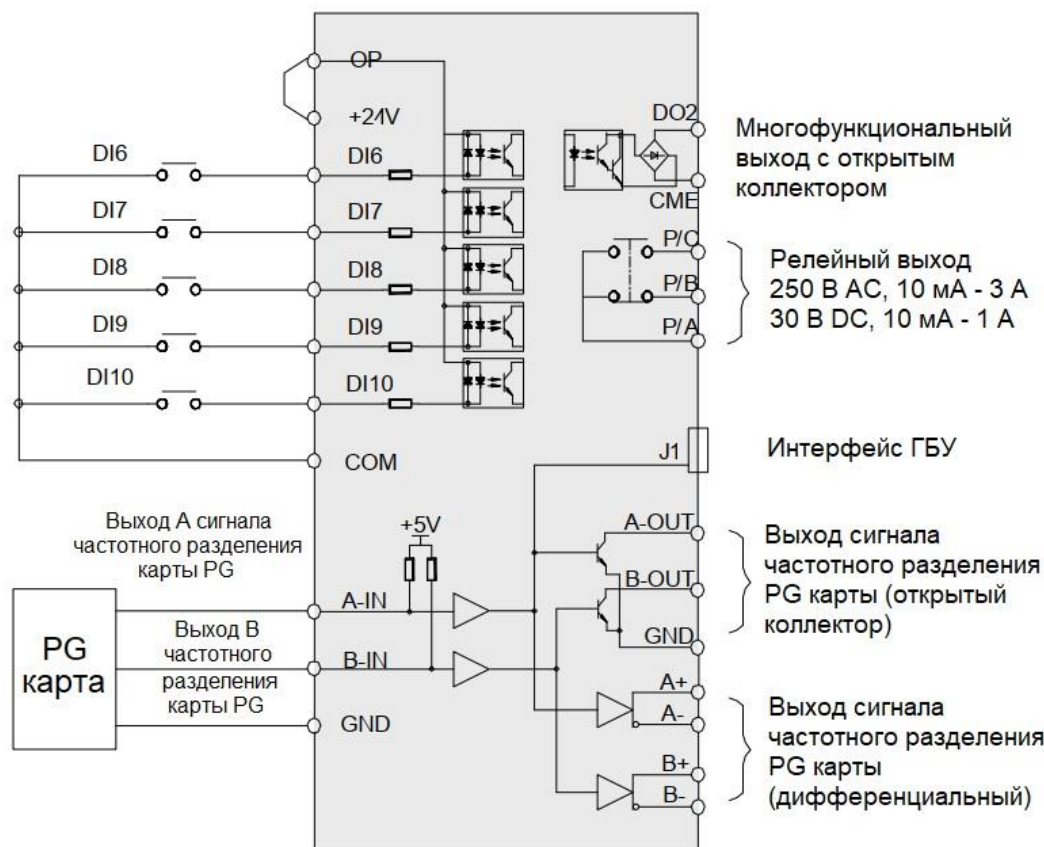 OP
+24V
DI6
DI6
DI7
DI7
DI8
DI8
DI9
DI9
DI10
DI10
COM
DO2
CME
Многофункциональный
выход с открытым
коллектором
P/C
P/B
P/A
Релейный выход
250 В AC, 10 мА - 3 А
30 В DC, 10 мА - 1 А
J1
Интерфейс ГБУ
Выход А сигнала
частотного разделения
карты PG
+5V
A-IN
Выход В
частотного
разделения
карты PG
B-IN
GND
PG
карта
A-OUT
B-OUT
GND
Выход сигнала
частотного разделения
PG карты (открытый
коллектор)
A+
A-
B+
B-
Выход сигнала
частотного разделения
PG карты
(дифференциальный)